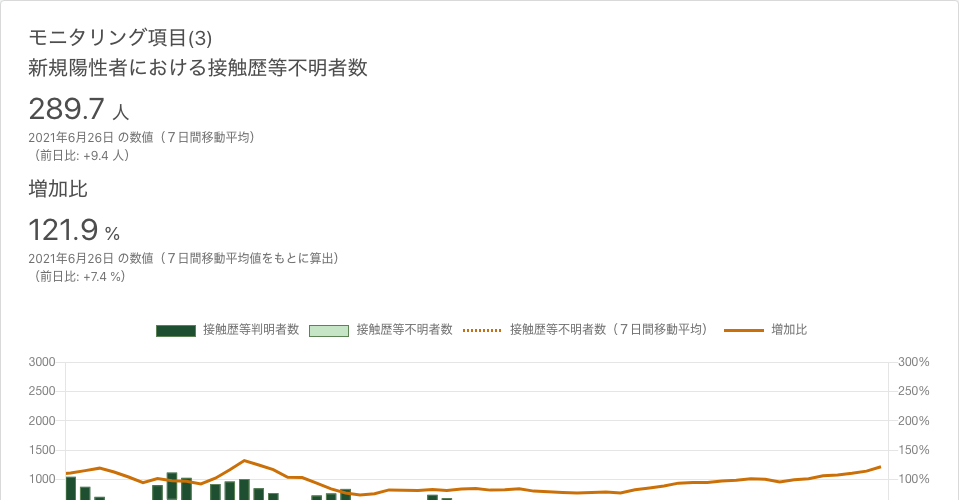 モニタリング項目(3)
新規陽性者における接触歴等不明者数
289.7 人
2021年6月26日 の数値（７日間移動平均）
（前日比: +9.4 人）
増加比
121.9 %
2021年6月26日 の数値（７日間移動平均値をもとに算出）
（前日比: +7.4 %）
接触歴等判明者数 接触歴等不明者数 接触歴等不明者数（７日間移動平均） 増加比
3000 300%
2500 250%
2000 200%
1500 150%
1000 100%